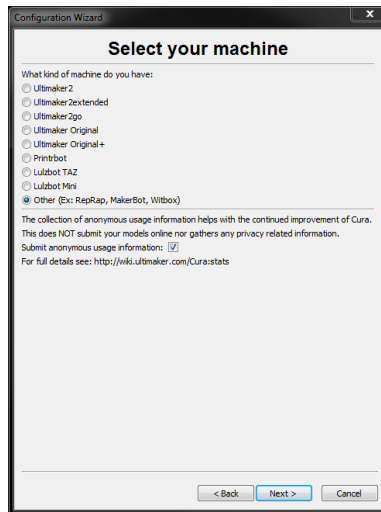 Configuration Wizard
x
Select your machine
What kind of machine do you have:
Ultimaker2
Ultimaker2extended
Ultimaker2go
Ultimaker Original
Ultimaker Original+
Printrbot
Lulzbot TAZ
Lulzbot Mini
Other (Ex: RepRap, MakerBot, Witbox)
The collection of anonymous usage information helps with the continued improvement of Cura.
This does NOT submit your models online nor gathers any privacy related information.
Submit anonymous usage information:
For full details see: http://wiki.ultimaker.com/Cura:stats
< Back Next > Cancel